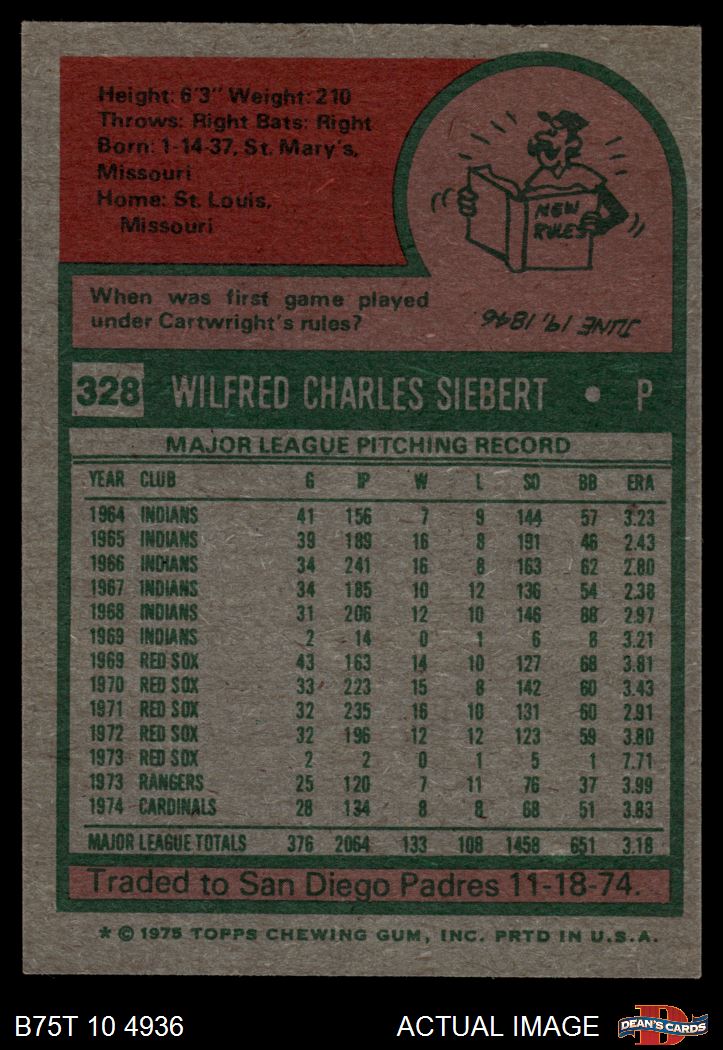 Height: 6'3" Weight: 210
Throws: Right Bats: Right
Born: 1-14-37, St. Mary's,
Missouri
Home: St. Louis,
Missouri
NEW
RULES
When was first game played
under Cartwright's rules?
JUNE 19, 1846
328 WILFRED CHARLES SIEBERT • P
MAJOR LEAGUE PITCHING RECORD
YEAR CLUB G IP W L SO BB ERA
1964 INDIANS 41 156 7 9 144 57 3.23
1965 INDIANS 39 189 16 8 191 46 2.43
1966 INDIANS 34 241 16 8 163 62 2.80
1967 INDIANS 34 185 10 12 136 54 2.38
1968 INDIANS 31 206 12 10 146 88 2.97
1969 INDIANS 2 14 0 1 6 8 3.21
1969 RED SOX 43 163 14 10 127 68 3.81
1970 RED SOX 33 223 15 8 142 60 3.43
1971 RED SOX 32 235 16 10 131 60 2.91
1972 RED SOX 32 196 12 12 123 59 3.80
1973 RED SOX 2 2 0 1 5 1 7.71
1973 RANGERS 25 120 7 11 76 37 3.99
1974 CARDINALS 28 134 8 8 68 51 3.83
MAJOR LEAGUE TOTALS 376 2064 133 108 1458 651 3.18
Traded to San Diego Padres 11-18-74.
* © 1975 TOPPS CHEWING GUM, INC. PRTD IN U.S.A.
B75T 10 4936 ACTUAL IMAGE D DEAN'S CARDS